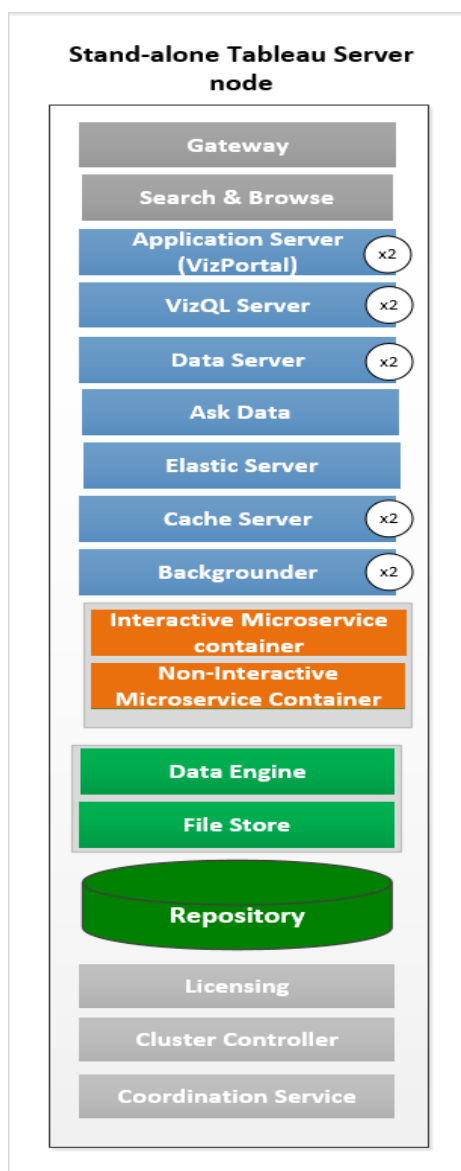 Stand-alone Tableau Server
node
Gateway
Search & Browse
Application Server
(VizPortal)
x2
VizQL Server
x2
Data Server
x2
Ask Data
Elastic Server
Cache Server
x2
Backgrounder
x2
Interactive Microservice
container
Non-Interactive
Microservice Container
Data Engine
File Store
Repository
Licensing
Cluster Controller
Coordination Service